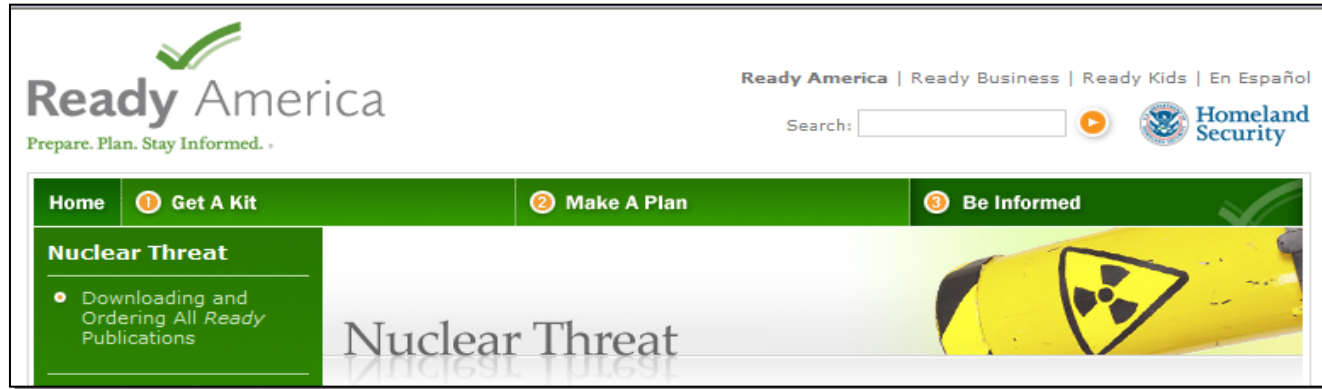 Ready America
Prepare. Plan. Stay Informed.
Ready America | Ready Business | Ready Kids | En Español
Search:
Homeland
Security
Home
1 Get A Kit
2 Make A Plan
3 Be Informed
Nuclear Threat
Downloading and
Ordering All Ready
Publications
Nuclear Threat